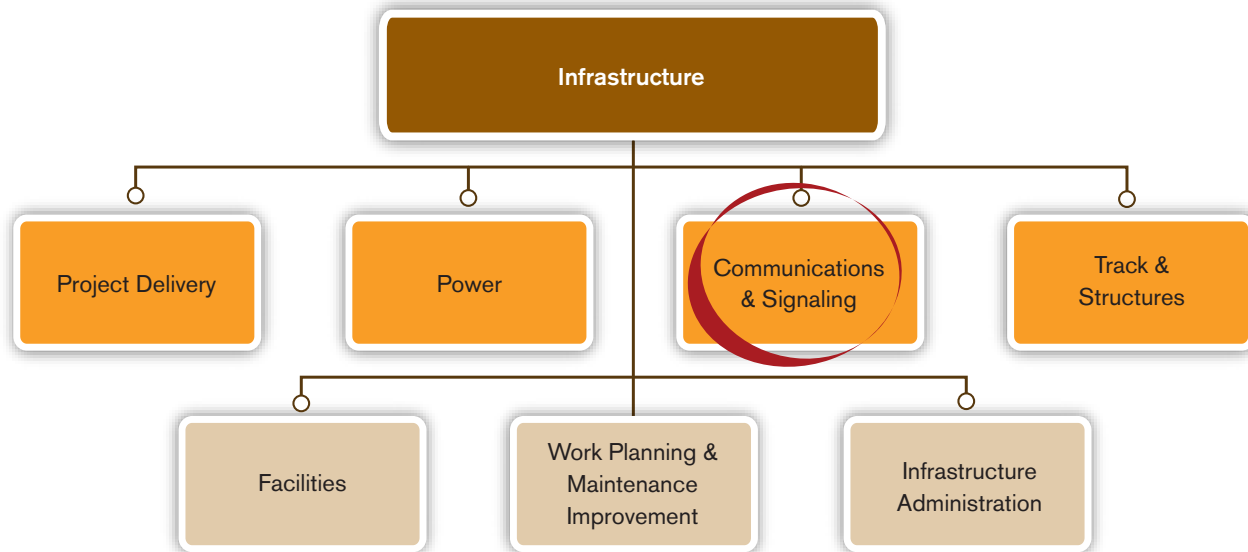 Infrastructure
Project Delivery
Power
Communications
& Signaling
Track &
Structures
Facilities
Work Planning &
Maintenance
Improvement
Infrastructure
Administration